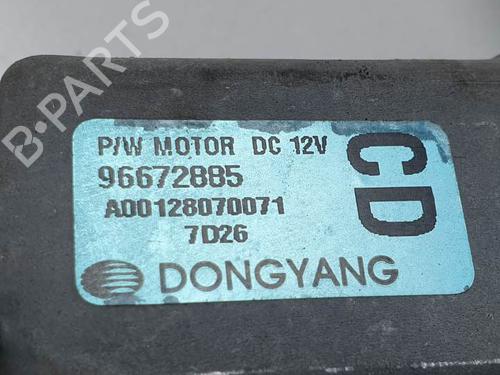 P/W MOTOR DC 12V
96672885
A00128070071
7D26
DONGYANG
CD
B-PARTS